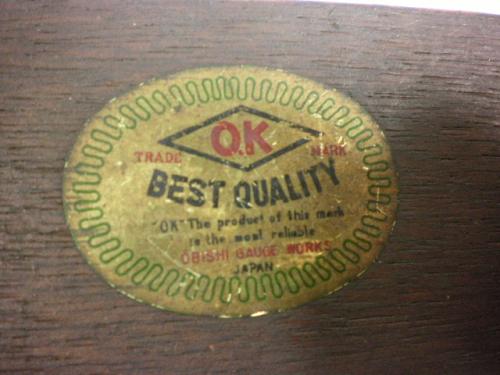 O.K
TRADE MARK
BEST QUALITY
"OK" The product of this mark
is the most reliable
OBISHI GAUGE WORKS
JAPAN